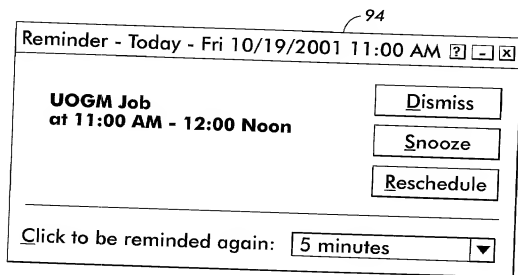 94
Reminder - Today - Fri 10/19/2001 11:00 AM ? - ×
UOGM Job
at 11:00 AM - 12:00 Noon
Dismiss
Snooze
Reschedule
Click to be reminded again: 5 minutes